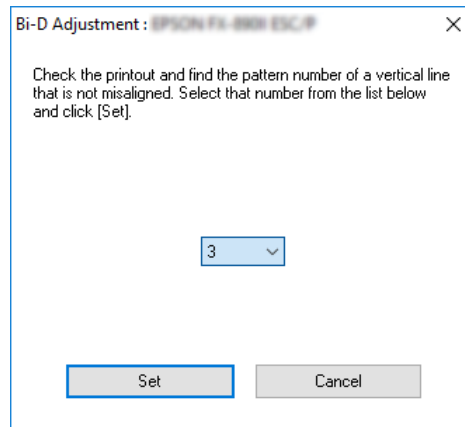 Bi-D Adjustment :
Check the printout and find the pattern number of a vertical line
that is not misaligned. Select that number from the list below
and click [Set].
3
Set
Cancel